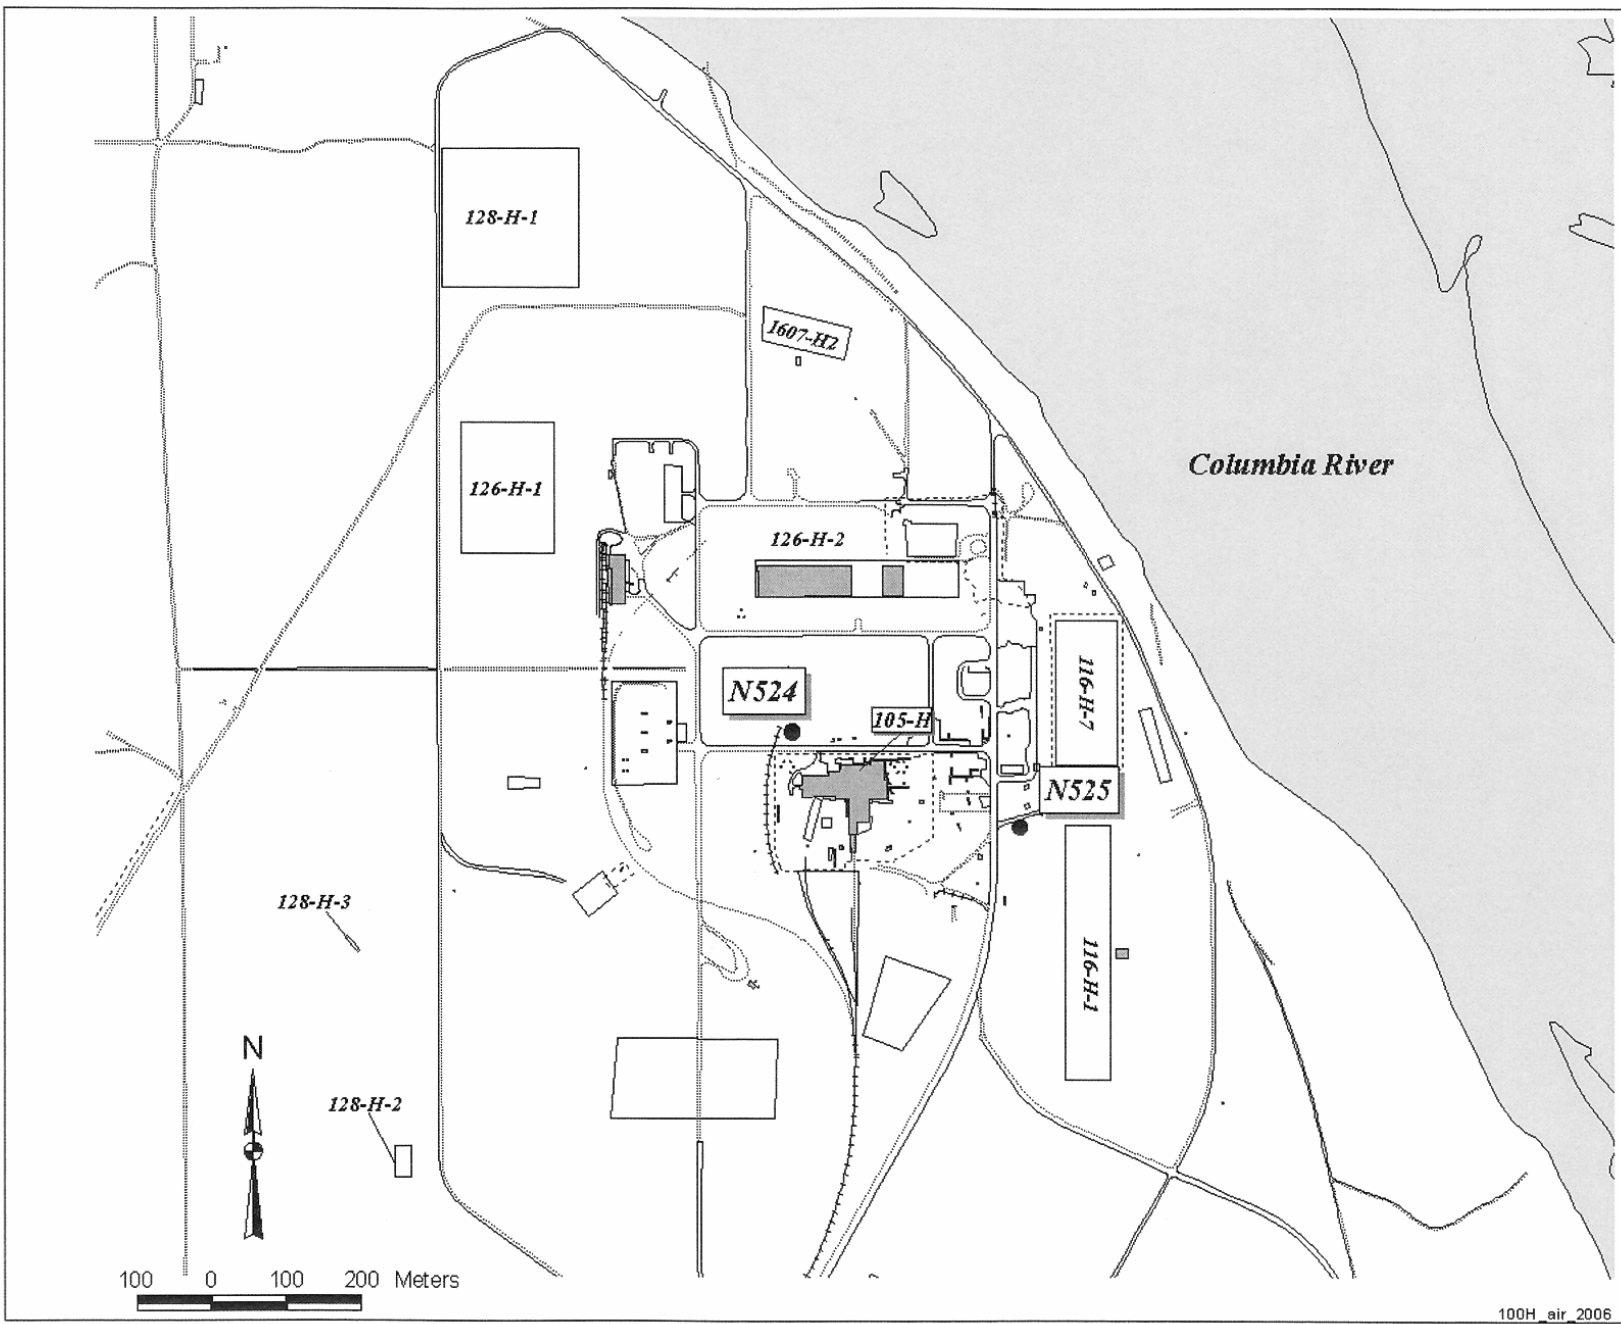 128-H-1
1607-H2
Columbia River
126-H-1
126-H-2
116-H-7
N524
105-H
N525
128-H-3
116-H-1
N
128-H-2
100 0 100 200 Meters
100H_air_2006